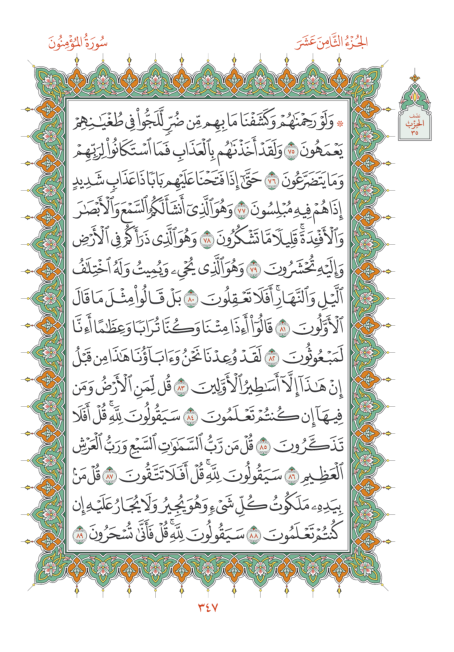 الجُزْءُ الثَّامِنَ عَشَرَ
سُورَةُ المُؤْمِنُونَ
نصف
الحزب
٣٥
۞ وَلَوْ رَحِمْنَٰهُمْ وَكَشَفْنَا مَا بِهِم مِّن ضُرٍّ لَّلَجُّوا۟ فِى طُغْيَٰنِهِمْ
يَعْمَهُونَ ٧٥ وَلَقَدْ أَخَذْنَٰهُم بِٱلْعَذَابِ فَمَا ٱسْتَكَانُوا۟ لِرَبِّهِمْ
وَمَا يَتَضَرَّعُونَ ٧٦ حَتَّىٰٓ إِذَا فَتَحْنَا عَلَيْهِم بَابًا ذَا عَذَابٍ شَدِيدٍ
إِذَا هُمْ فِيهِ مُبْلِسُونَ ٧٧ وَهُوَ ٱلَّذِىٓ أَنشَأَ لَكُمُ ٱلسَّمْعَ وَٱلْأَبْصَٰرَ
وَٱلْأَفْـِٔدَةَ ۚ قَلِيلًا مَّا تَشْكُرُونَ ٧٨ وَهُوَ ٱلَّذِى ذَرَأَكُمْ فِى ٱلْأَرْضِ
وَإِلَيْهِ تُحْشَرُونَ ٧٩ وَهُوَ ٱلَّذِى يُحْىِۦ وَيُمِيتُ وَلَهُ ٱخْتِلَٰفُ
ٱلَّيْلِ وَٱلنَّهَارِ ۚ أَفَلَا تَعْقِلُونَ ٨٠ بَلْ قَالُوا۟ مِثْلَ مَا قَالَ
ٱلْأَوَّلُونَ ٨١ قَالُوٓا۟ أَءِذَا مِتْنَا وَكُنَّا تُرَابًا وَعِظَٰمًا أَءِنَّا
لَمَبْعُوثُونَ ٨٢ لَقَدْ وُعِدْنَا نَحْنُ وَءَابَآؤُنَا هَٰذَا مِن قَبْلُ
إِنْ هَٰذَآ إِلَّآ أَسَٰطِيرُ ٱلْأَوَّلِينَ ٨٣ قُل لِّمَنِ ٱلْأَرْضُ وَمَن
فِيهَآ إِن كُنتُمْ تَعْلَمُونَ ٨٤ سَيَقُولُونَ لِلَّهِ ۚ قُلْ أَفَلَا
تَذَكَّرُونَ ٨٥ قُلْ مَن رَّبُّ ٱلسَّمَٰوَٰتِ ٱلسَّبْعِ وَرَبُّ ٱلْعَرْشِ
ٱلْعَظِيمِ ٨٦ سَيَقُولُونَ لِلَّهِ ۚ قُلْ أَفَلَا تَتَّقُونَ ٨٧ قُلْ مَنۢ
بِيَدِهِۦ مَلَكُوتُ كُلِّ شَىْءٍ وَهُوَ يُجِيرُ وَلَا يُجَارُ عَلَيْهِ إِن
كُنتُمْ تَعْلَمُونَ ٨٨ سَيَقُولُونَ لِلَّهِ ۚ قُلْ فَأَنَّىٰ تُسْحَرُونَ ٨٩
٣٤٧